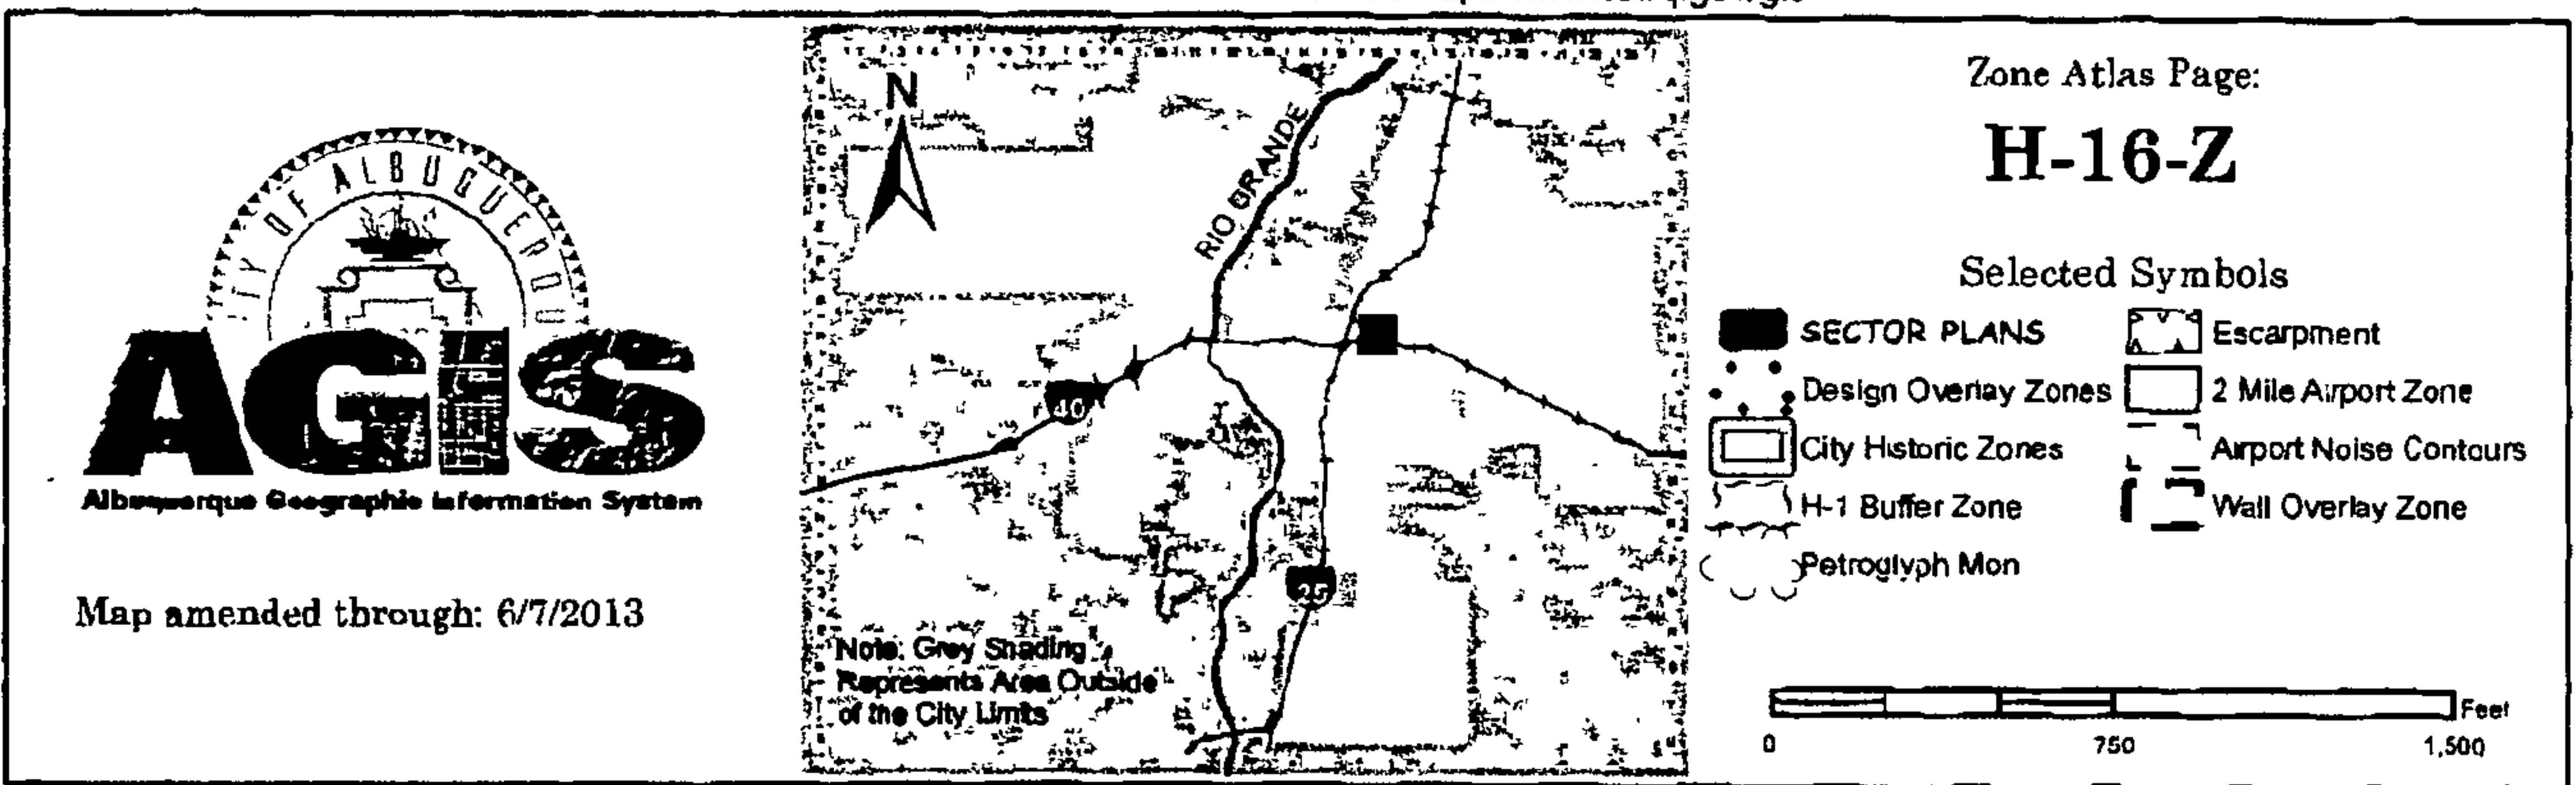 CITY OF ALBUQUERQUE
AGIS
Albuquerque Geographic Information System
Map amended through: 6/7/2013
N
RIO GRANDE
40
25
Note: Grey Shading
Represents Area Outside
of the City Limits
Zone Atlas Page:
H-16-Z
Selected Symbols
SECTOR PLANS
Escarpment
Design Overlay Zones
2 Mile Airport Zone
City Historic Zones
Airport Noise Contours
H-1 Buffer Zone
Wall Overlay Zone
Petroglyph Mon
Feet
0 750 1,500